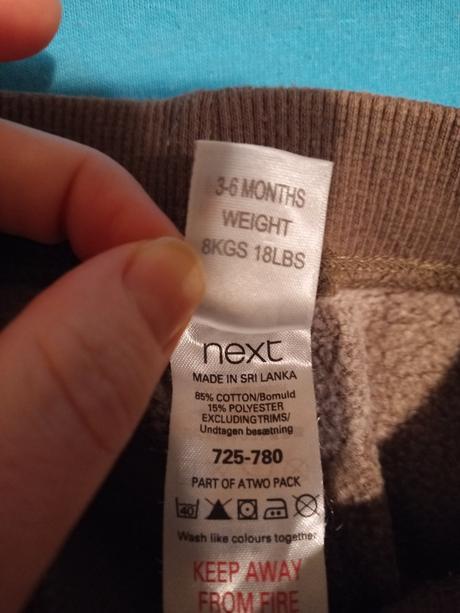 3-6 MONTHS
WEIGHT
8KGS 18LBS
next
MADE IN SRI LANKA
85% COTTON/Bomuld
15% POLYESTER
EXCLUDINGTRIMS/
Undtagen besætning
725-780
PART OF A TWO PACK
40
Wash like colours together
KEEP AWAY
FROM FIRE